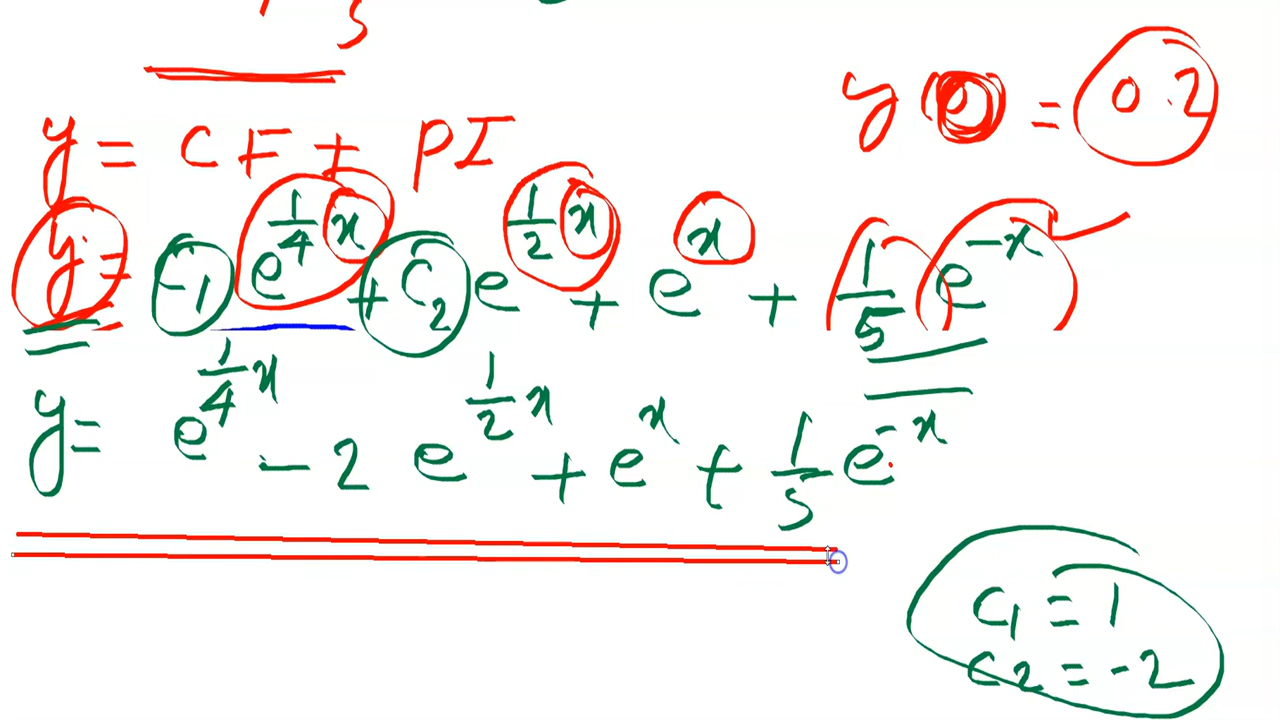 y(0) = 0.2
y = CF + PI
y = C1 e^{1/4 x} + C2 e^{1/2 x} + e^x + 1/5 e^{-x}
y = e^{1/4 x} - 2 e^{1/2 x} + e^x + 1/5 e^{-x}
C1 = 1
C2 = -2